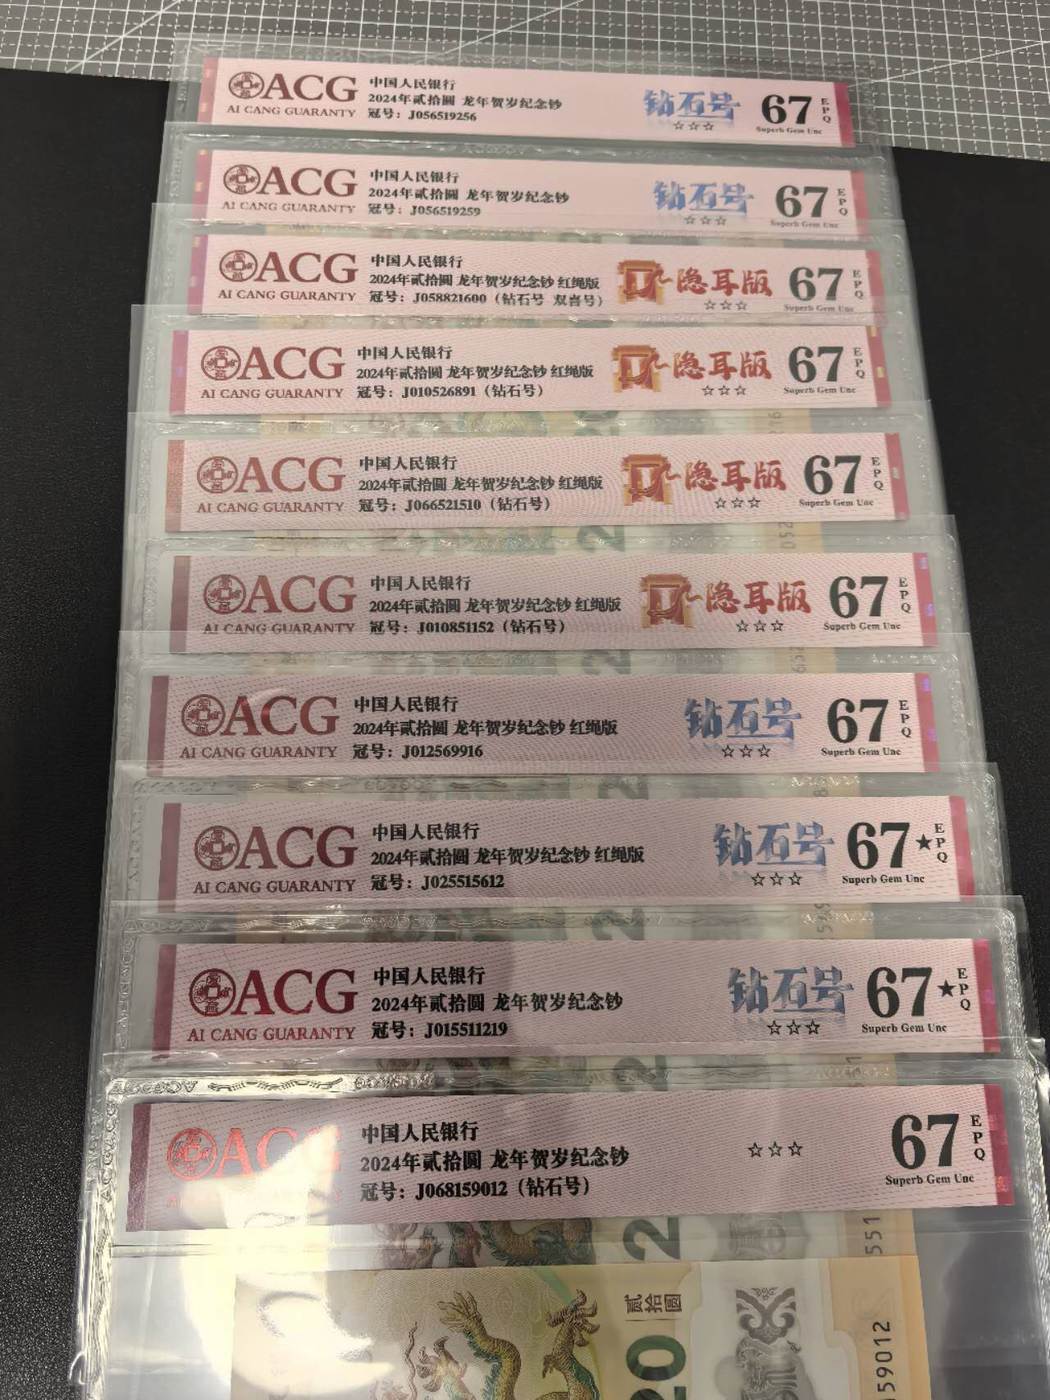 ACG
AI CANG GUARANTY
中国人民银行
2024年贰拾圆 龙年贺岁纪念钞
冠号：J056519256
钻石号
☆☆☆
67
EPQ
Superb Gem Unc
ACG
AI CANG GUARANTY
中国人民银行
2024年贰拾圆 龙年贺岁纪念钞
冠号：J056519259
钻石号
☆☆☆
67
EPQ
Superb Gem Unc
ACG
AI CANG GUARANTY
中国人民银行
2024年贰拾圆 龙年贺岁纪念钞 红绳版
冠号：J058821600（钻石号 双喜号）
隐耳版
☆☆☆
67
EPQ
Superb Gem Unc
ACG
AI CANG GUARANTY
中国人民银行
2024年贰拾圆 龙年贺岁纪念钞 红绳版
冠号：J010526891（钻石号）
隐耳版
☆☆☆
67
EPQ
Superb Gem Unc
ACG
AI CANG GUARANTY
中国人民银行
2024年贰拾圆 龙年贺岁纪念钞 红绳版
冠号：J066521510（钻石号）
隐耳版
☆☆☆
67
EPQ
Superb Gem Unc
ACG
AI CANG GUARANTY
中国人民银行
2024年贰拾圆 龙年贺岁纪念钞 红绳版
冠号：J010851152（钻石号）
隐耳版
☆☆☆
67
EPQ
Superb Gem Unc
ACG
AI CANG GUARANTY
中国人民银行
2024年贰拾圆 龙年贺岁纪念钞 红绳版
冠号：J012569916
钻石号
☆☆☆
67
EPQ
Superb Gem Unc
ACG
AI CANG GUARANTY
中国人民银行
2024年贰拾圆 龙年贺岁纪念钞 红绳版
冠号：J025515612
钻石号
☆☆☆
67★
EPQ
Superb Gem Unc
ACG
AI CANG GUARANTY
中国人民银行
2024年贰拾圆 龙年贺岁纪念钞
冠号：J015511219
钻石号
☆☆☆
67★
EPQ
Superb Gem Unc
ACG
中国人民银行
2024年贰拾圆 龙年贺岁纪念钞
冠号：J068159012（钻石号）
☆☆☆
67
EPQ
Superb Gem Unc
20
551
贰拾圆
20
59012